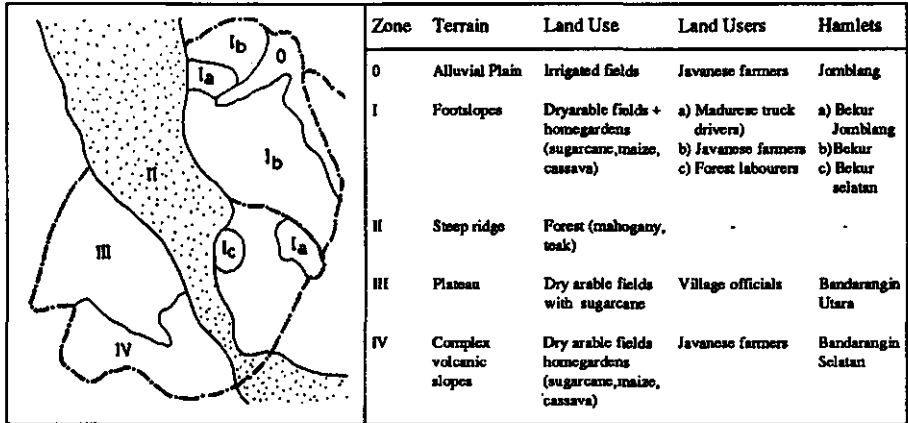 Ib
0
Ia
Ib
II
III
Ic
Ia
IV
Zone Terrain Land Use Land Users Hamlets
0 Alluvial Plain Irrigated fields Javanese farmers Jomblang
I Footslopes Dryarable fields + a) Madurese truck a) Bekur
homegardens drivers) Jomblang
(sugarcane,maize, b) Javanese farmers b)Bekur
cassava) c) Forest labourers c) Bekur
selatan
II Steep ridge Forest (mahogany, - -
teak)
III Plateau Dry arable fields Village officials Bandarangin
with sugarcane Utara
IV Complex Dry arable fields Javanese farmers Bandarangin
volcanic homegardens Selatan
slopes (sugarcane,maize,
cassava)